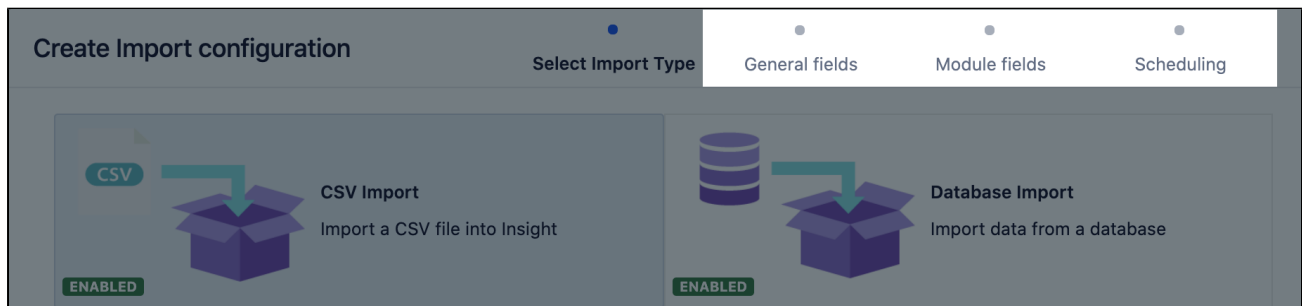 Create Import configuration
Select Import Type
General fields
Module fields
Scheduling
CSV
CSV Import
Import a CSV file into Insight
ENABLED
Database Import
Import data from a database
ENABLED